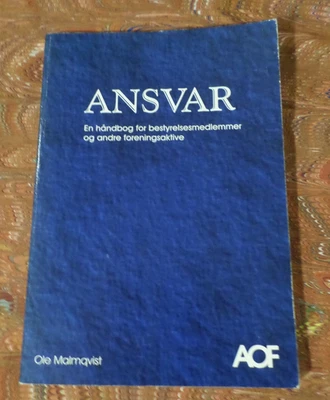 ANSVAR
En håndbog for bestyrelsesmedlemmer
og andre foreningsaktive
Ole Malmqvist
AOF